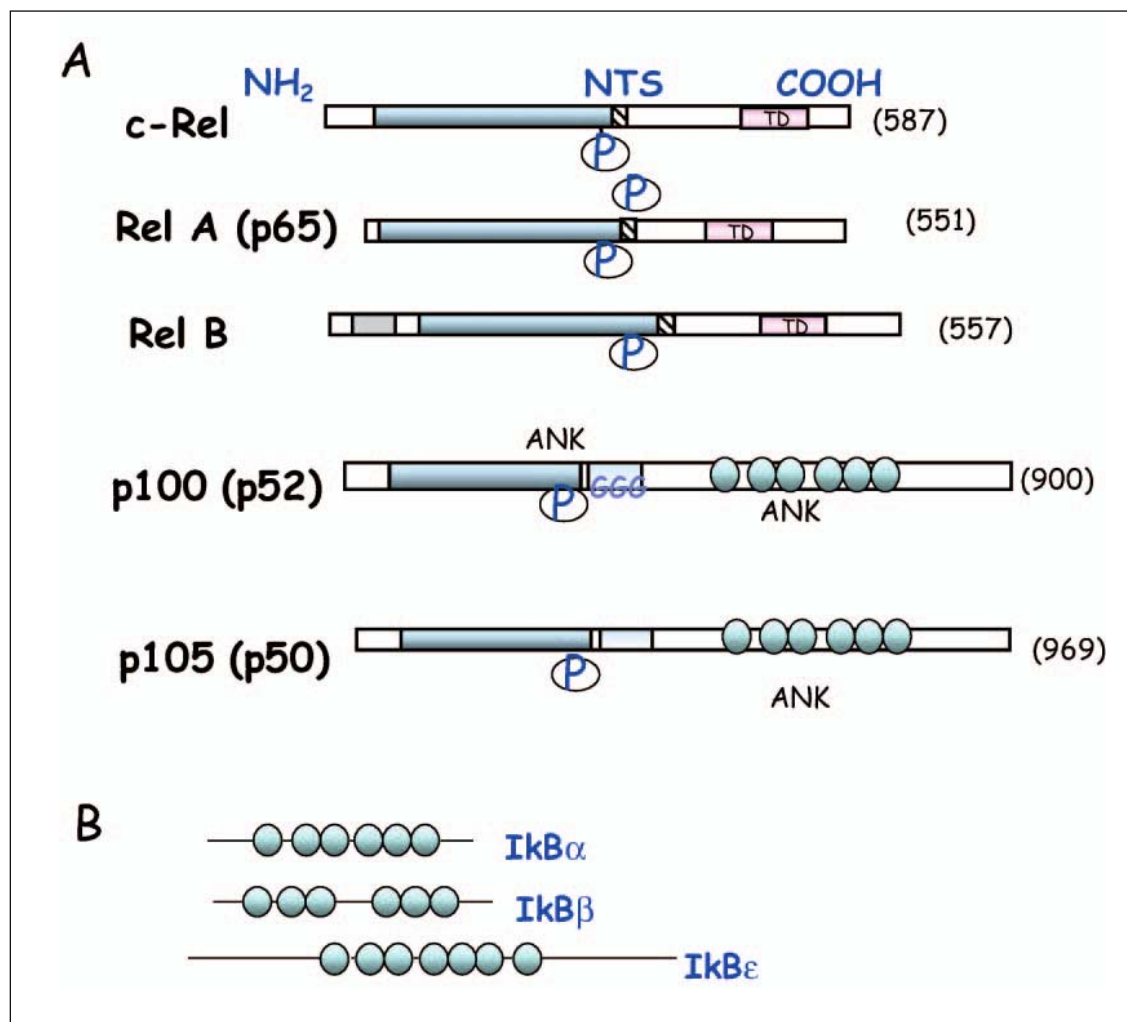 A
NH₂ NTS COOH
c-Rel TD (587)
P
P
Rel A (p65) TD (551)
P
Rel B TD (557)
P
ANK
p100 (p52) GGG (900)
P
ANK
p105 (p50) (969)
P
ANK
B
IkBα
IkBβ
IkBε